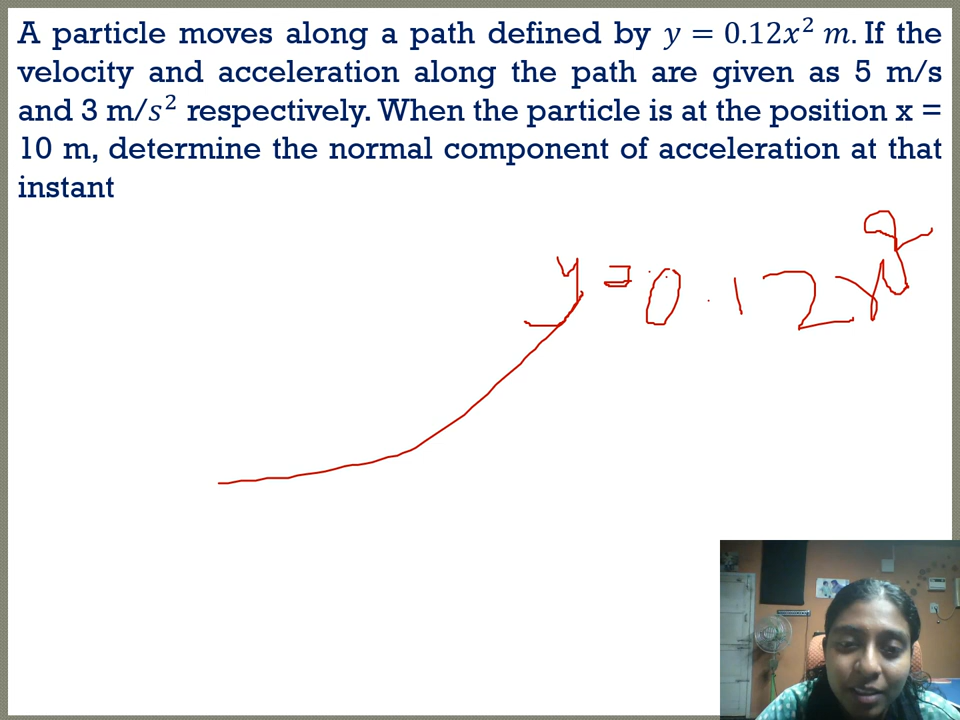 A particle moves along a path defined by 𝑦 = 0.12𝑥² 𝑚. If the
velocity and acceleration along the path are given as 5 m/s
and 3 m/𝑠² respectively. When the particle is at the position x =
10 m, determine the normal component of acceleration at that
instant
y = 0.12x²